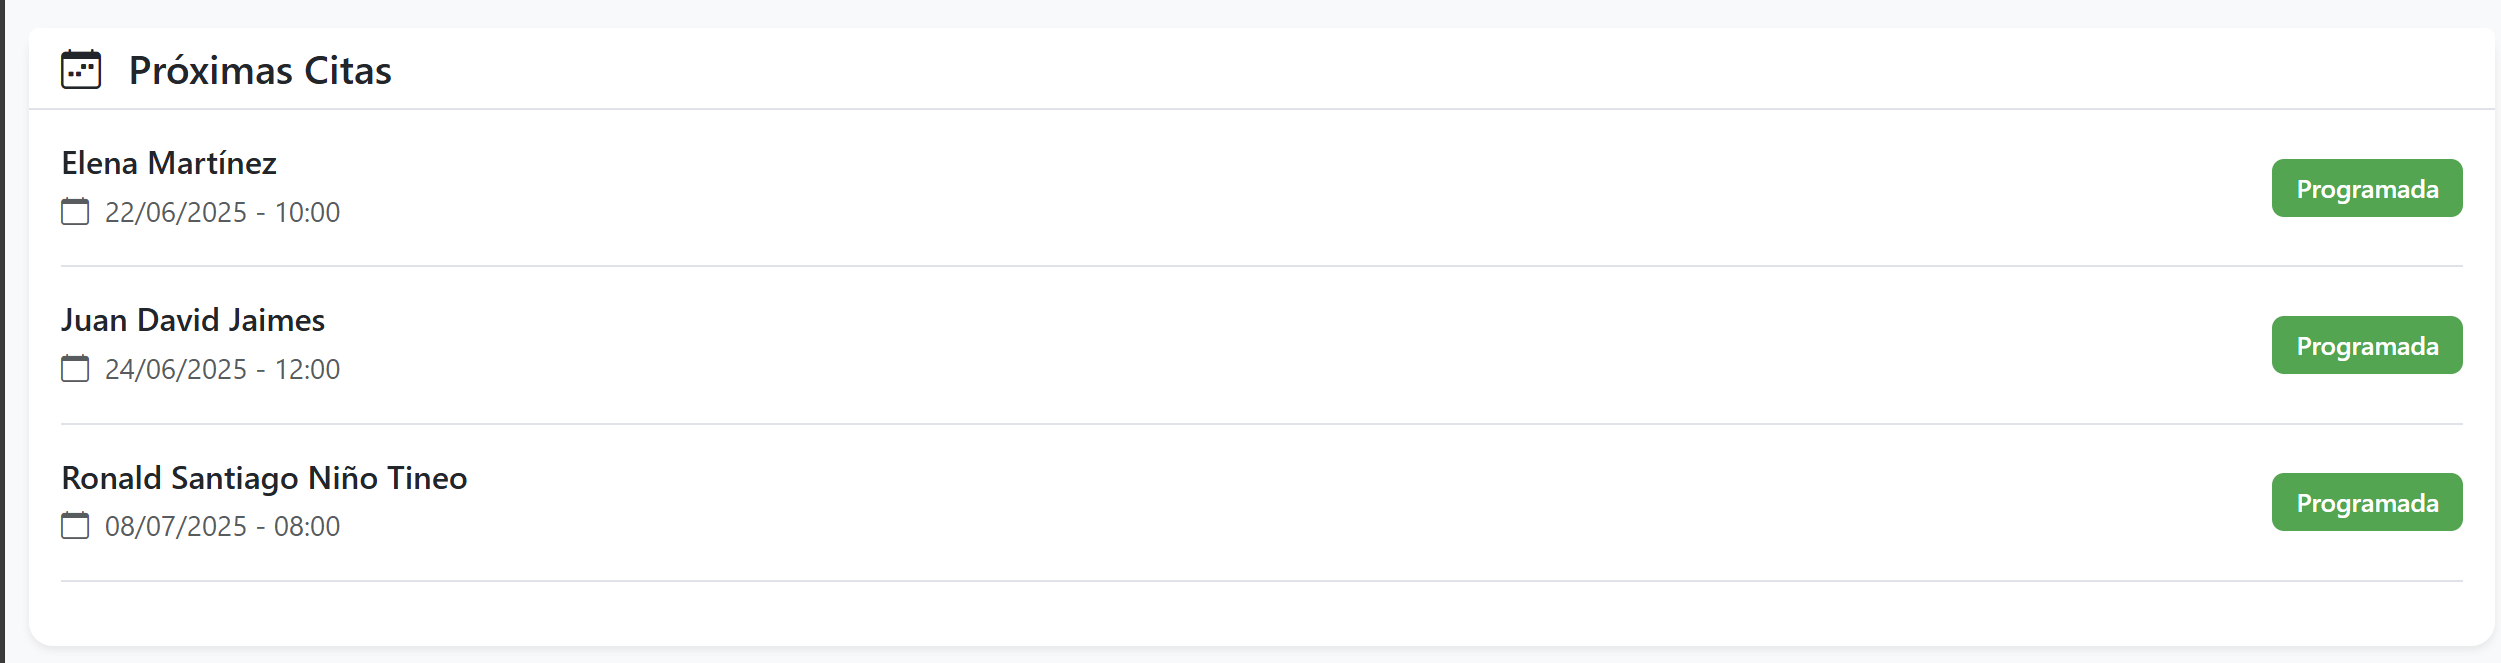 Próximas Citas
Elena Martínez
22/06/2025 - 10:00
Programada
Juan David Jaimes
24/06/2025 - 12:00
Programada
Ronald Santiago Niño Tineo
08/07/2025 - 08:00
Programada